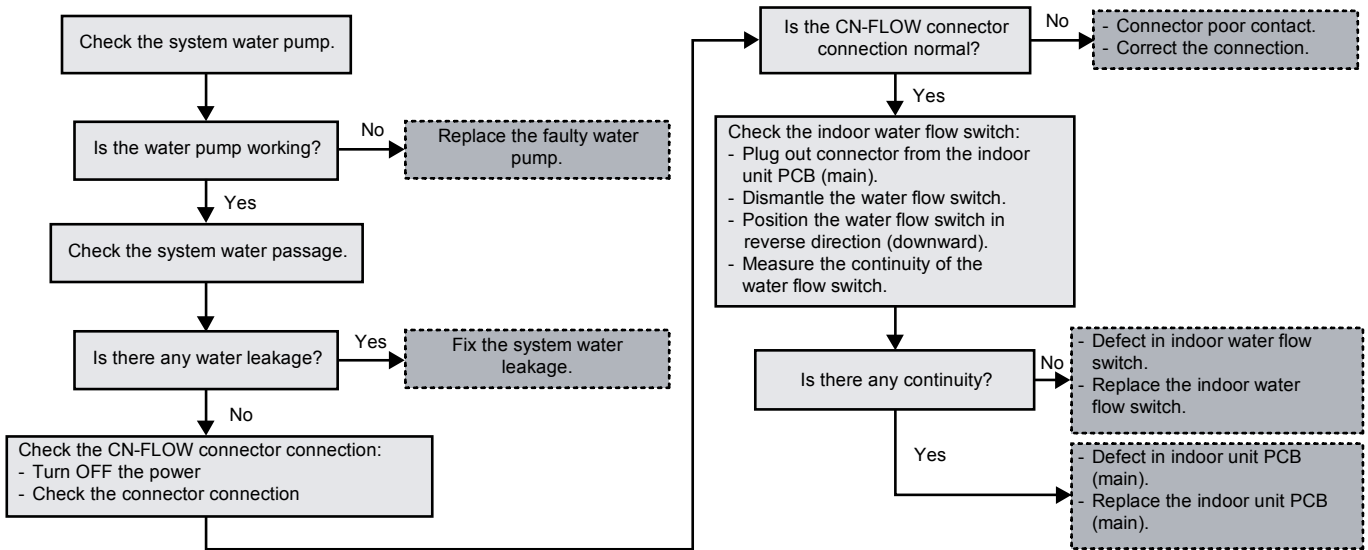 Check the system water pump.
Is the water pump working?
No
Replace the faulty water
pump.
Yes
Check the system water passage.
Is there any water leakage?
Yes
Fix the system water
leakage.
No
Check the CN-FLOW connector connection:
- Turn OFF the power
- Check the connector connection
Is the CN-FLOW connector
connection normal?
No
- Connector poor contact.
- Correct the connection.
Yes
Check the indoor water flow switch:
- Plug out connector from the indoor
unit PCB (main).
- Dismantle the water flow switch.
- Position the water flow switch in
reverse direction (downward).
- Measure the continuity of the
water flow switch.
Is there any continuity?
No
- Defect in indoor water flow
switch.
- Replace the indoor water
flow switch.
Yes
- Defect in indoor unit PCB
(main).
- Replace the indoor unit PCB
(main).